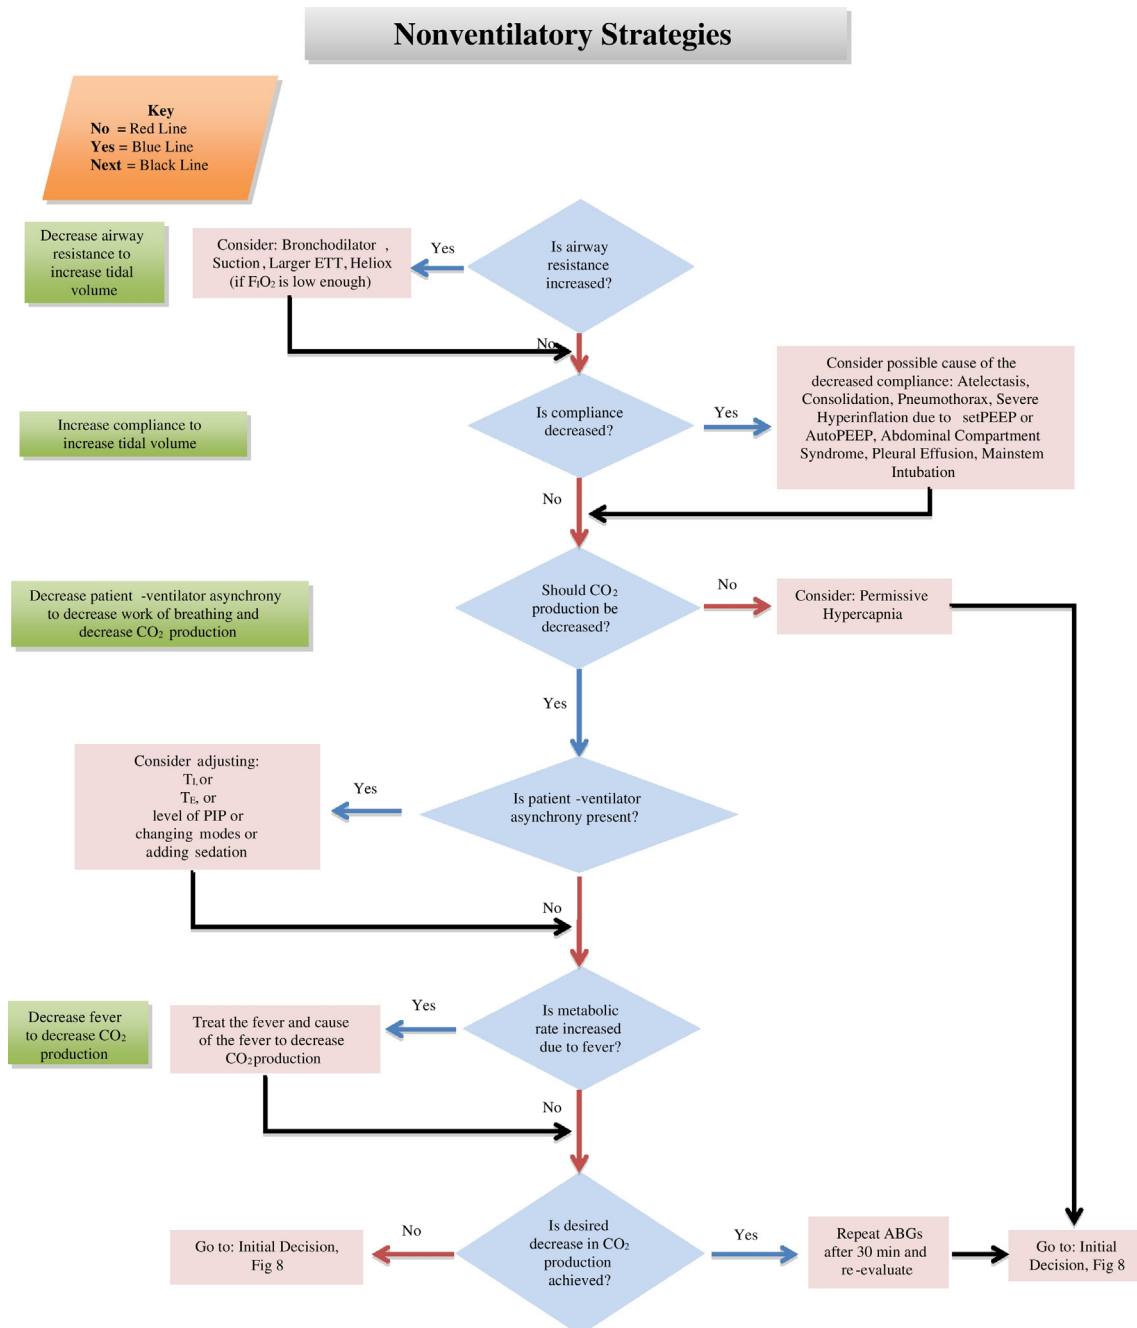 Nonventilatory Strategies
Key
No = Red Line
Yes = Blue Line
Next = Black Line
Decrease airway
resistance to
increase tidal
volume
Consider: Bronchodilator ,
Suction, Larger ETT, Heliox
(if FIO2 is low enough)
Yes
Is airway
resistance
increased?
No
Increase compliance to
increase tidal volume
Is compliance
decreased?
Yes
Consider possible cause of the
decreased compliance: Atelectasis,
Consolidation, Pneumothorax, Severe
Hyperinflation due to setPEEP or
AutoPEEP, Abdominal Compartment
Syndrome, Pleural Effusion, Mainstem
Intubation
No
Decrease patient -ventilator asynchrony
to decrease work of breathing and
decrease CO2 production
Should CO2
production be
decreased?
No
Consider: Permissive
Hypercapnia
Yes
Consider adjusting:
TI, or
TE, or
level of PIP or
changing modes or
adding sedation
Yes
Is patient -ventilator
asynchrony present?
No
Decrease fever
to decrease CO2
production
Treat the fever and cause
of the fever to decrease
CO2 production
Yes
Is metabolic
rate increased
due to fever?
No
Go to: Initial Decision,
Fig 8
No
Is desired
decrease in CO2
production
achieved?
Yes
Repeat ABGs
after 30 min and
re-evaluate
Go to: Initial
Decision, Fig 8